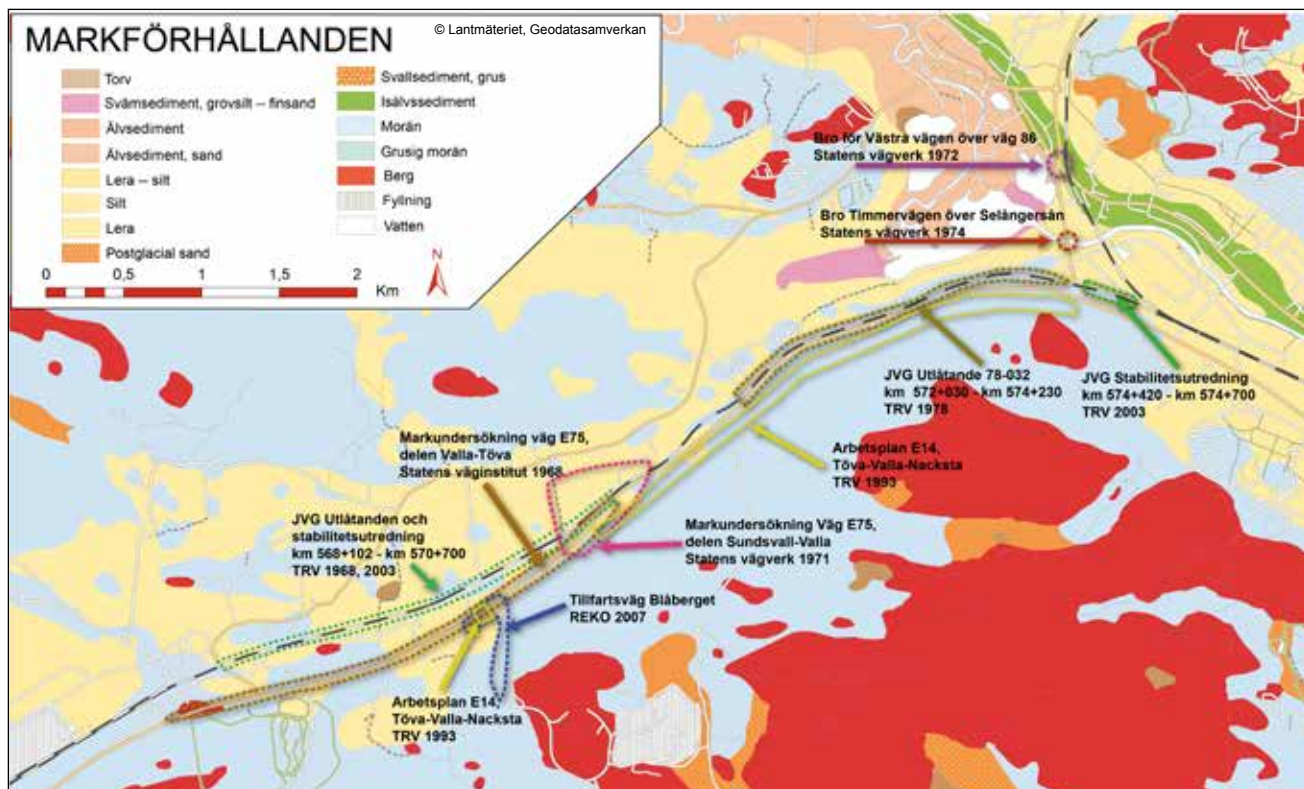 MARKFÖRHÅLLANDEN
© Lantmäteriet, Geodatasamverkan
Torv
Svämsediment, grovsilt – finsand
Älvsediment
Älvsediment, sand
Lera – silt
Silt
Lera
Postglacial sand
Svallsediment, grus
Isälvssediment
Morän
Grusig morän
Berg
Fyllning
Vatten
N
0 0,5 1 1,5 2
Km
Bro för Västra vägen över väg 86
Statens vägverk 1972
Bro Timmervägen över Selångersån
Statens vägverk 1974
JVG Utlåtande 78-032
km 572+030 - km 574+230
TRV 1978
JVG Stabilitetsutredning
km 574+420 - km 574+700
TRV 2003
Arbetsplan E14,
Töva-Valla-Nacksta
TRV 1993
Markundersökning väg E75,
delen Valla-Töva
Statens väginstitut 1968
JVG Utlåtanden och
stabilitetsutredning
km 568+102 - km 570+700
TRV 1968, 2003
Markundersökning Väg E75,
delen Sundsvall-Valla
Statens vägverk 1971
Tillfartsväg Blåberget
REKO 2007
Arbetsplan E14,
Töva-Valla-Nacksta
TRV 1993